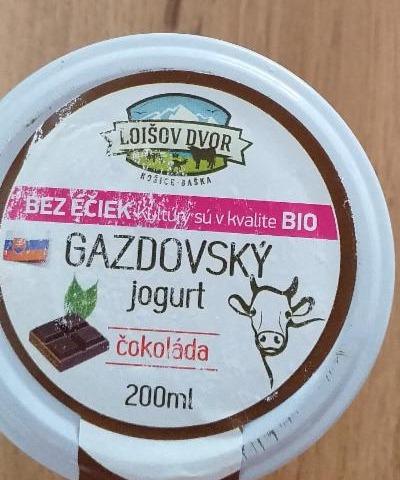 LOIŠOV DVOR
KOŠICE-BAŠKA
BEZ ÉČIEK Kultúry sú v kvalite BIO
GAZDOVSKÝ
jogurt
čokoláda
200ml